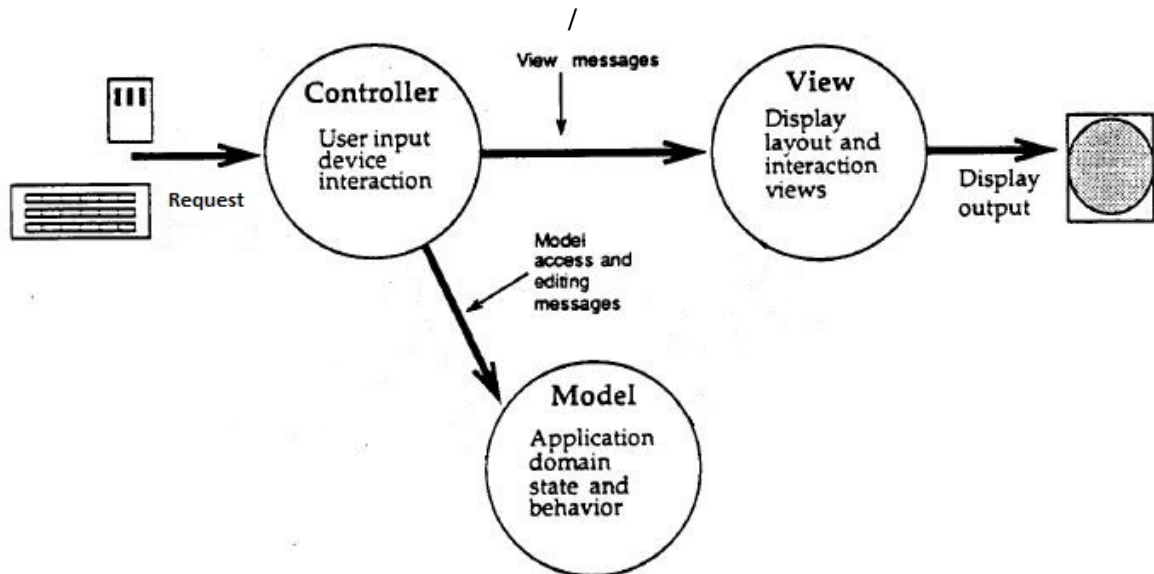 /
View messages
Controller
User input
device
interaction
View
Display
layout and
interaction
views
Request
Display
output
Model
access and
editing
messages
Model
Application
domain
state and
behavior